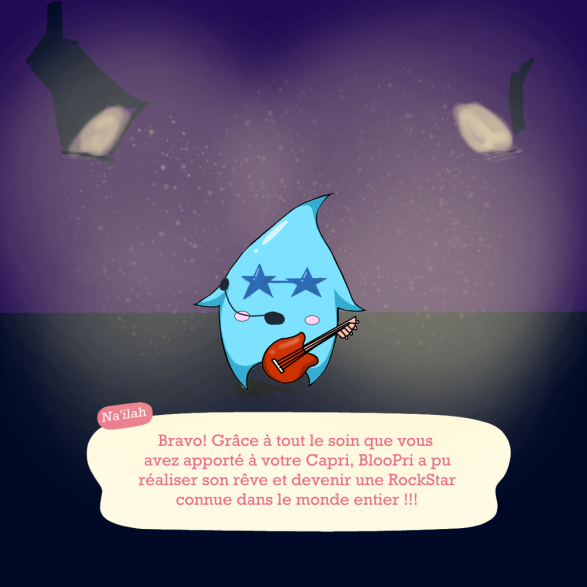 Na'ilah
Bravo! Grâce à tout le soin que vous
avez apporté à votre Capri, BlooPri a pu
réaliser son rêve et devenir une RockStar
connue dans le monde entier !!!